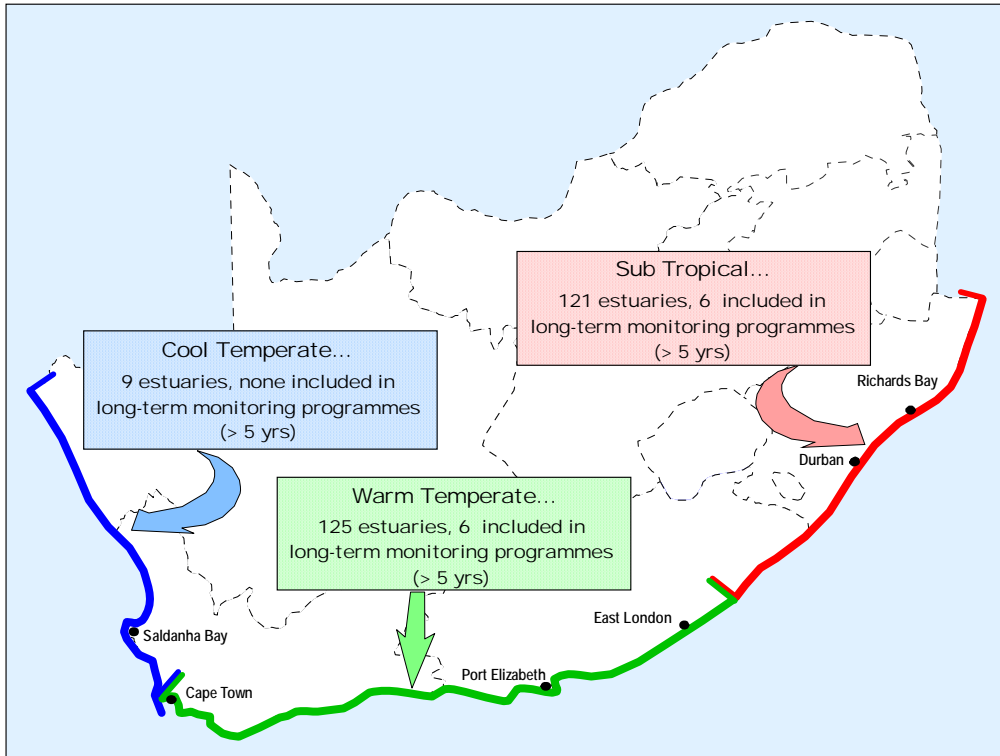 Sub Tropical...
121 estuaries, 6 included in
long-term monitoring programmes
(> 5 yrs)
Cool Temperate...
9 estuaries, none included in
long-term monitoring programmes
(> 5 yrs)
Warm Temperate...
125 estuaries, 6 included in
long-term monitoring programmes
(> 5 yrs)
Richards Bay
Durban
East London
Port Elizabeth
Saldanha Bay
Cape Town